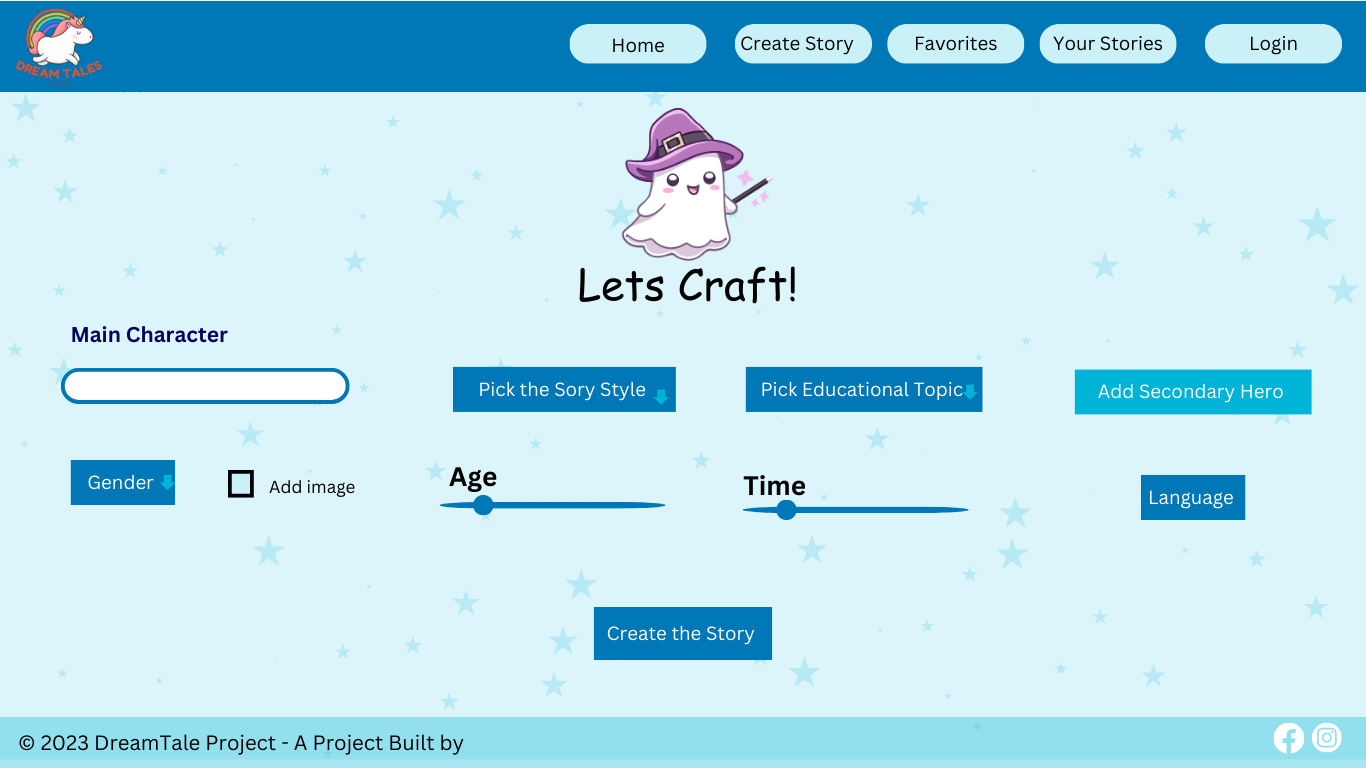 DREAM TALES
Home
Create Story
Favorites
Your Stories
Login
Lets Craft!
Main Character
Pick the Sory Style
Pick Educational Topic
Add Secondary Hero
Gender
Add image
Age
Time
Language
Create the Story
© 2023 DreamTale Project - A Project Built by